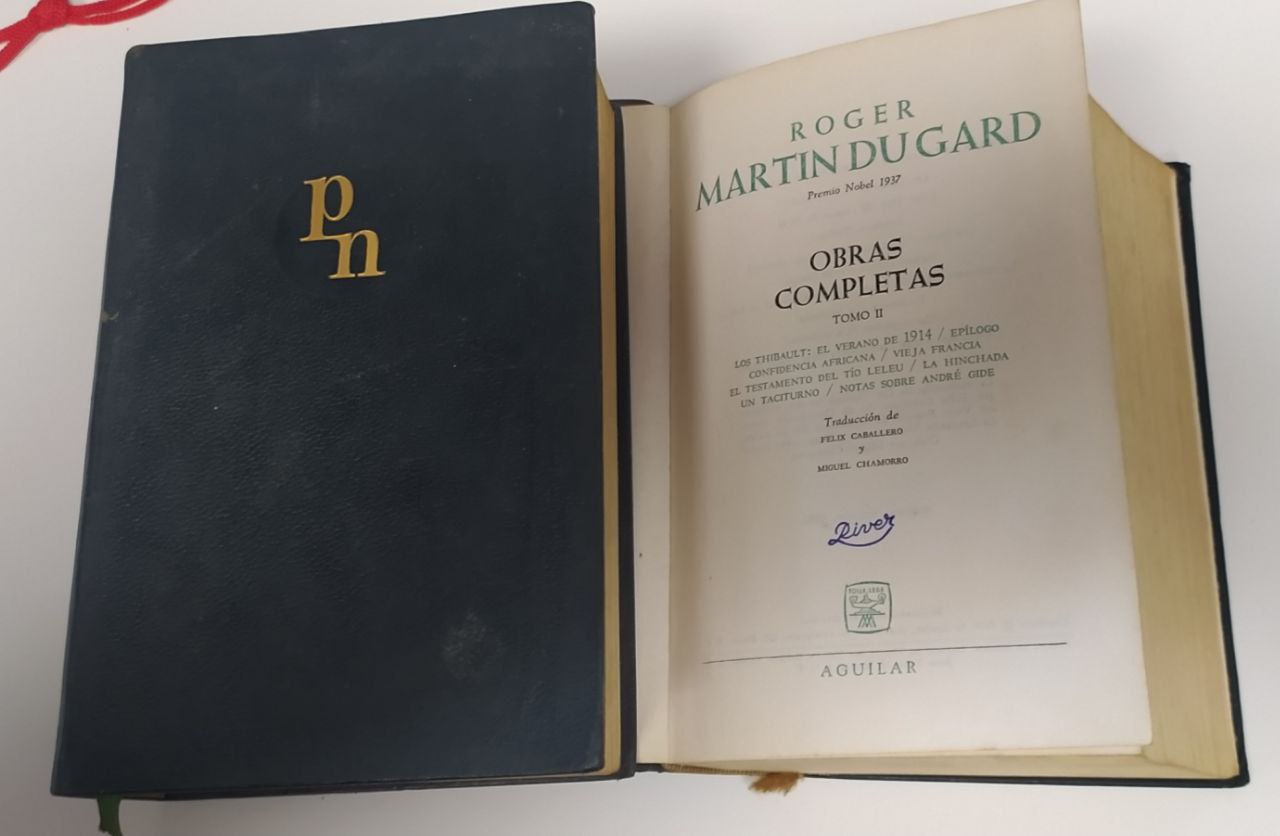 p
n
ROGER
MARTIN DU GARD
Premio Nobel 1937
OBRAS
COMPLETAS
TOMO II
LOS THIBAULT: EL VERANO DE 1914 / EPÍLOGO
CONFIDENCIA AFRICANA / VIEJA FRANCIA
EL TESTAMENTO DEL TÍO LELEU / LA HINCHADA
UN TACITURNO / NOTAS SOBRE ANDRÉ GIDE
Traducción de
FELIX CABALLERO
y
MIGUEL CHAMORRO
River
TOLLE, LEGE
AGUILAR